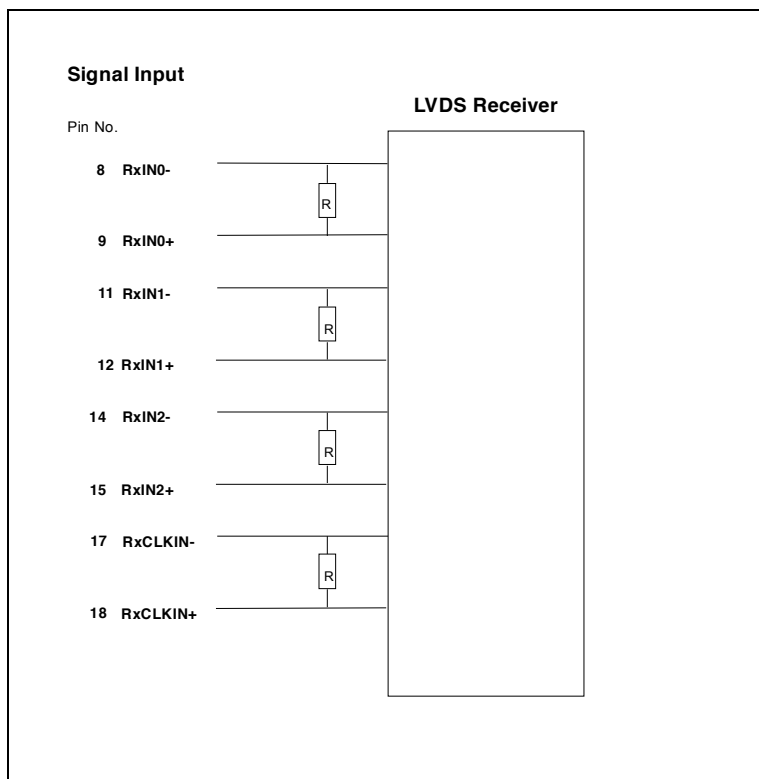 Signal Input
LVDS Receiver
Pin No.
8 RxIN0-
R
9 RxIN0+
11 RxIN1-
R
12 RxIN1+
14 RxIN2-
R
15 RxIN2+
17 RxCLKIN-
R
18 RxCLKIN+